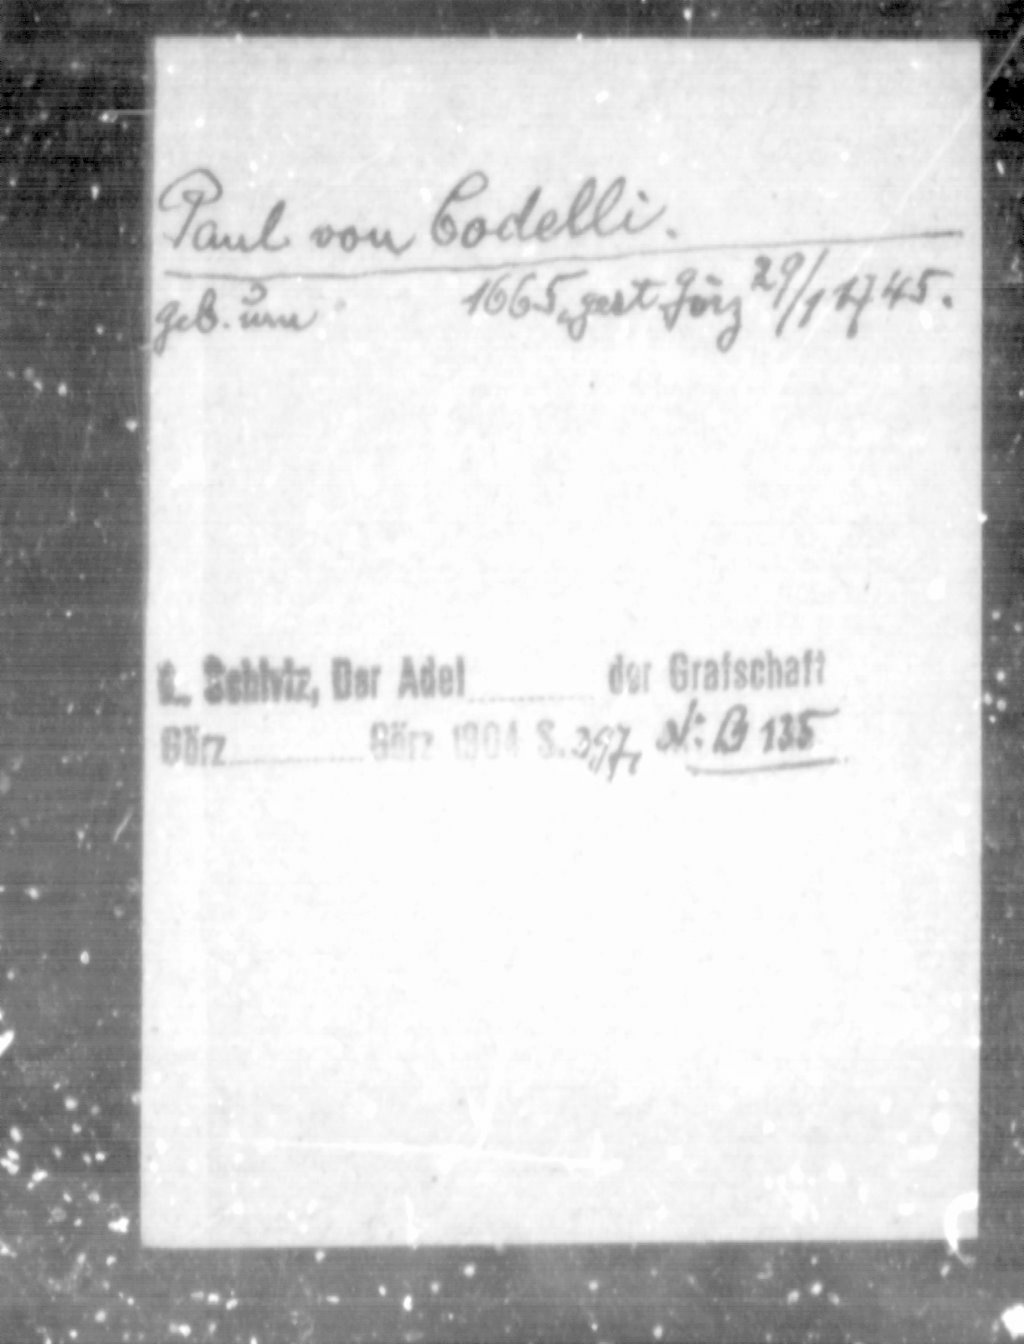 Paul von Codelli.
geb. um 1665, gest. Görz 29/1 1745.
L. Schiviz, Der Adel der Grafschaft
Görz Görz 1904 S. 397, N: B 135